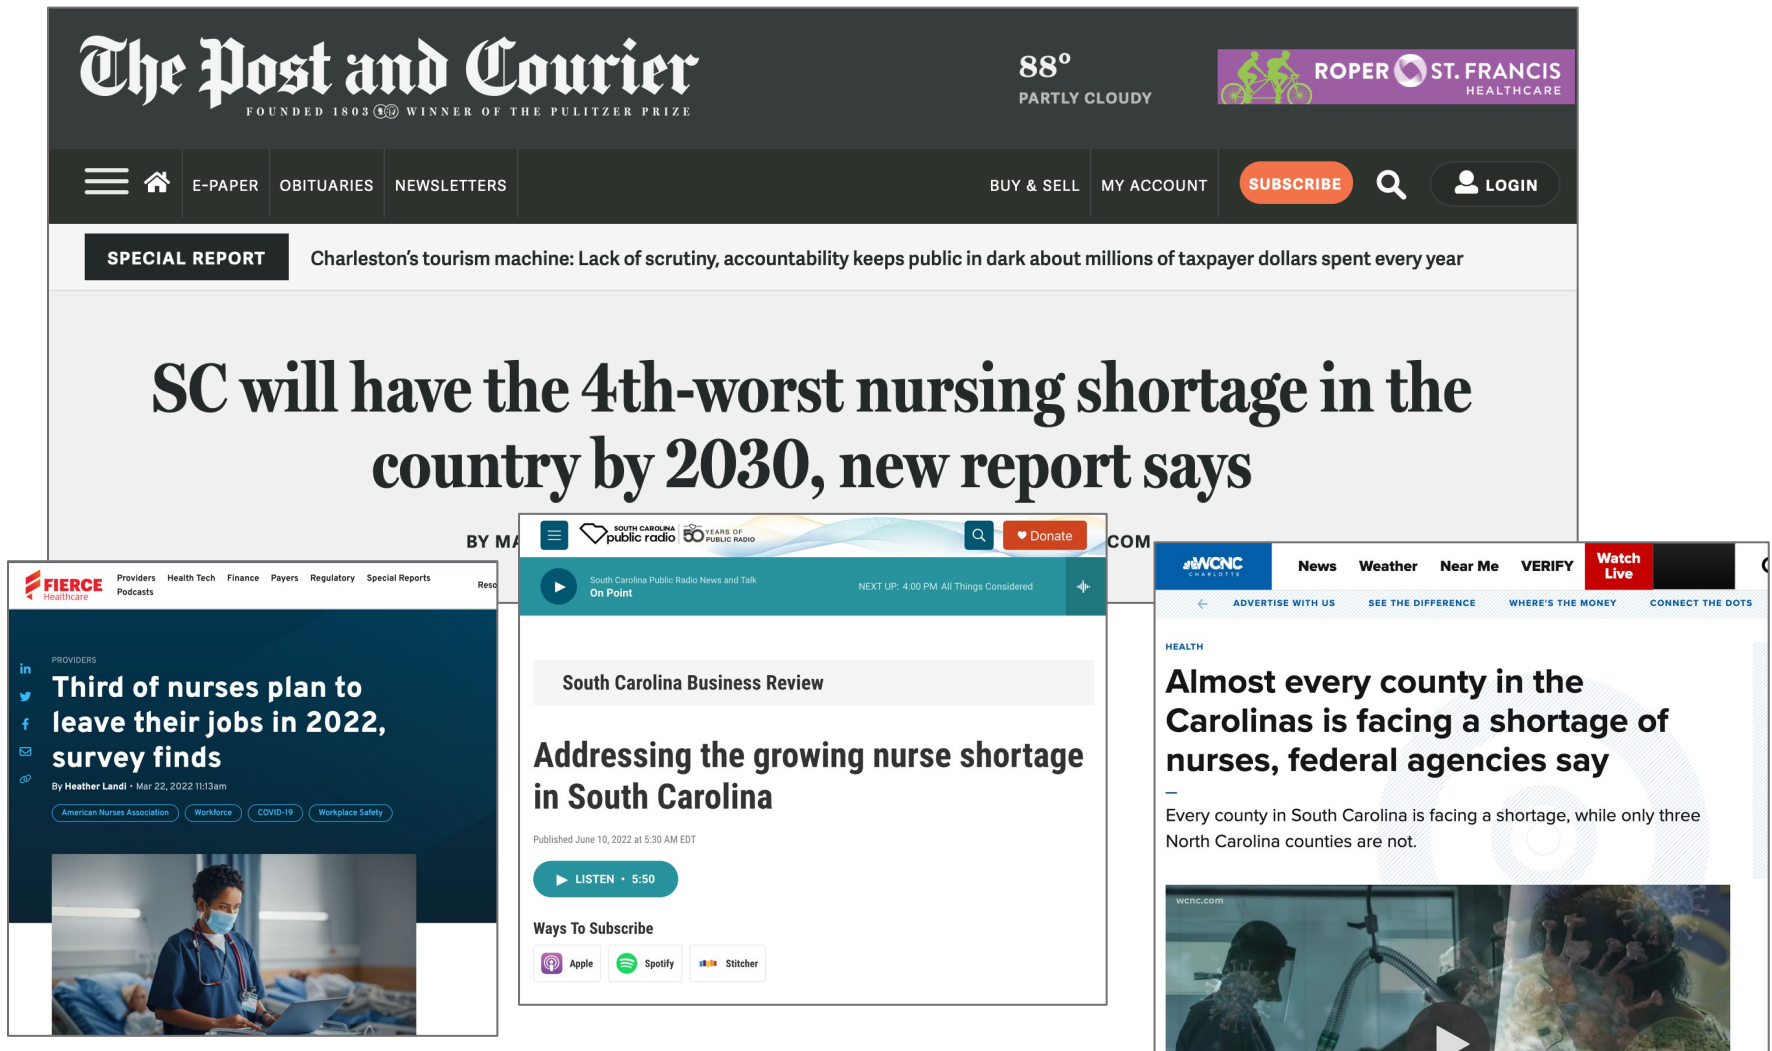 The Post and Courier
FOUNDED 1803 WINNER OF THE PULITZER PRIZE
88°
PARTLY CLOUDY
ROPER ST. FRANCIS
HEALTHCARE
E-PAPER
OBITUARIES
NEWSLETTERS
BUY & SELL
MY ACCOUNT
SUBSCRIBE
LOGIN
SPECIAL REPORT
Charleston's tourism machine: Lack of scrutiny, accountability keeps public in dark about millions of taxpayer dollars spent every year
SC will have the 4th-worst nursing shortage in the
country by 2030, new report says
BY MA
COM
FIERCE
Healthcare
Providers Health Tech Finance Payers Regulatory Special Reports
Podcasts
Reso
PROVIDERS
Third of nurses plan to
leave their jobs in 2022,
survey finds
By Heather Landi • Mar 22, 2022 11:13am
American Nurses Association
Workforce
COVID-19
Workplace Safety
SOUTH CAROLINA
public radio
50 YEARS OF
PUBLIC RADIO
Donate
South Carolina Public Radio News and Talk
On Point
NEXT UP: 4:00 PM All Things Considered
South Carolina Business Review
Addressing the growing nurse shortage
in South Carolina
Published June 10, 2022 at 5:30 AM EDT
LISTEN • 5:50
Ways To Subscribe
Apple
Spotify
Stitcher
WCNC
CHARLOTTE
News
Weather
Near Me
VERIFY
Watch
Live
ADVERTISE WITH US
SEE THE DIFFERENCE
WHERE'S THE MONEY
CONNECT THE DOTS
HEALTH
Almost every county in the
Carolinas is facing a shortage of
nurses, federal agencies say
Every county in South Carolina is facing a shortage, while only three
North Carolina counties are not.
wcnc.com